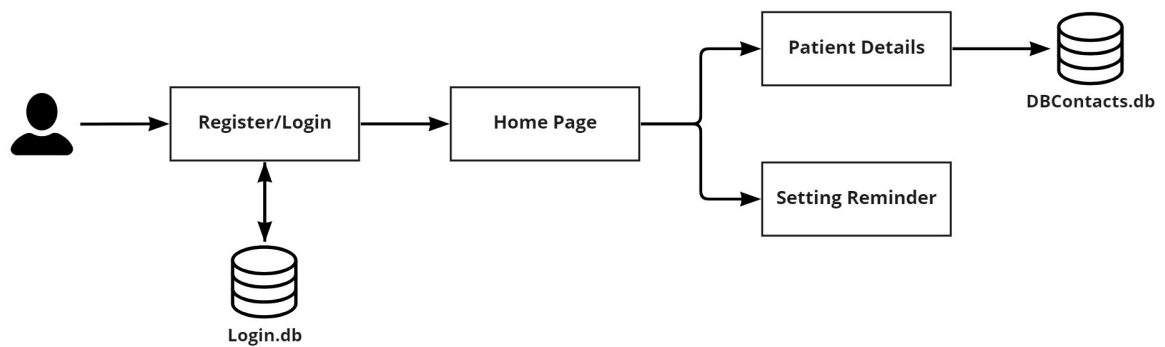 Patient Details
DBContacts.db
Register/Login
Home Page
Setting Reminder
Login.db